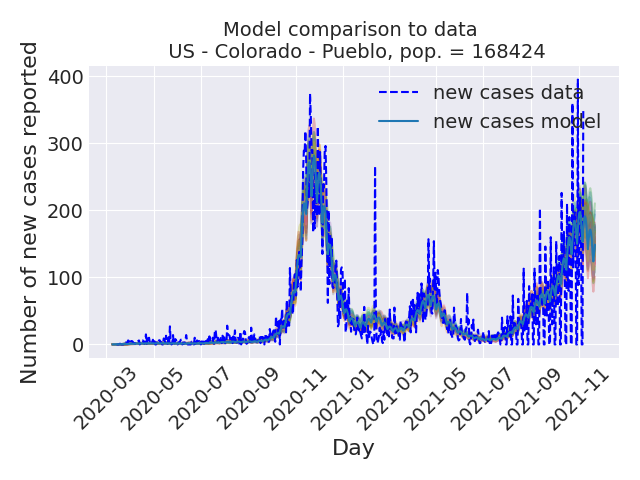 Model comparison to data
US - Colorado - Pueblo, pop. = 168424
new cases data
new cases model
Number of new cases reported
400
300
200
100
0
2020-03
2020-05
2020-07
2020-09
2020-11
2021-01
2021-03
2021-05
2021-07
2021-09
2021-11
Day